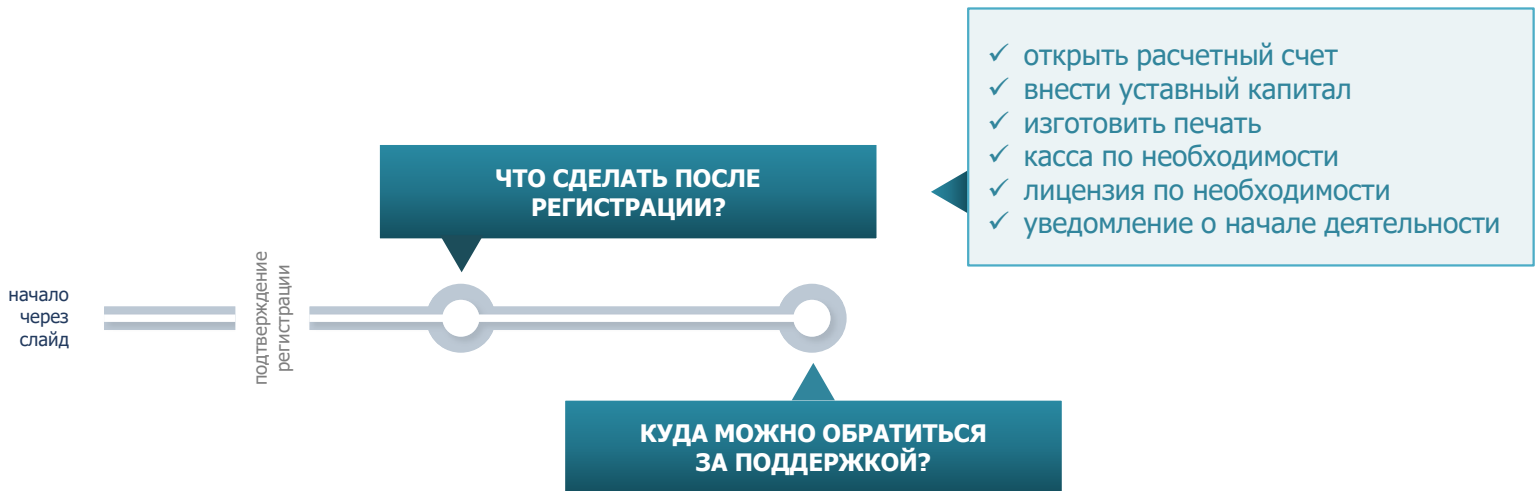 начало
через
слайд
подтверждение
регистрации
ЧТО СДЕЛАТЬ ПОСЛЕ
РЕГИСТРАЦИИ?
✓ открыть расчетный счет
✓ внести уставный капитал
✓ изготовить печать
✓ касса по необходимости
✓ лицензия по необходимости
✓ уведомление о начале деятельности
КУДА МОЖНО ОБРАТИТЬСЯ
ЗА ПОДДЕРЖКОЙ?